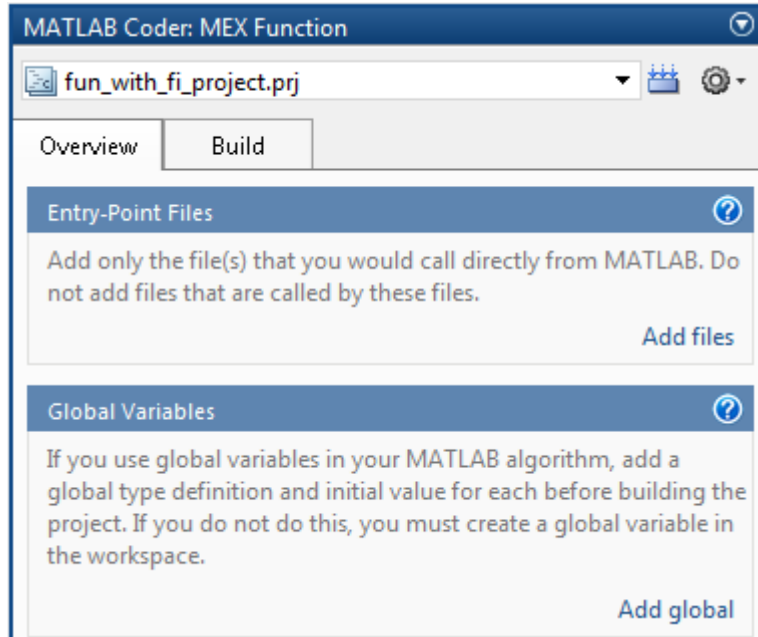 MATLAB Coder: MEX Function
fun_with_fi_project.prj
Overview
Build
Entry-Point Files
Add only the file(s) that you would call directly from MATLAB. Do
not add files that are called by these files.
Add files
Global Variables
If you use global variables in your MATLAB algorithm, add a
global type definition and initial value for each before building the
project. If you do not do this, you must create a global variable in
the workspace.
Add global